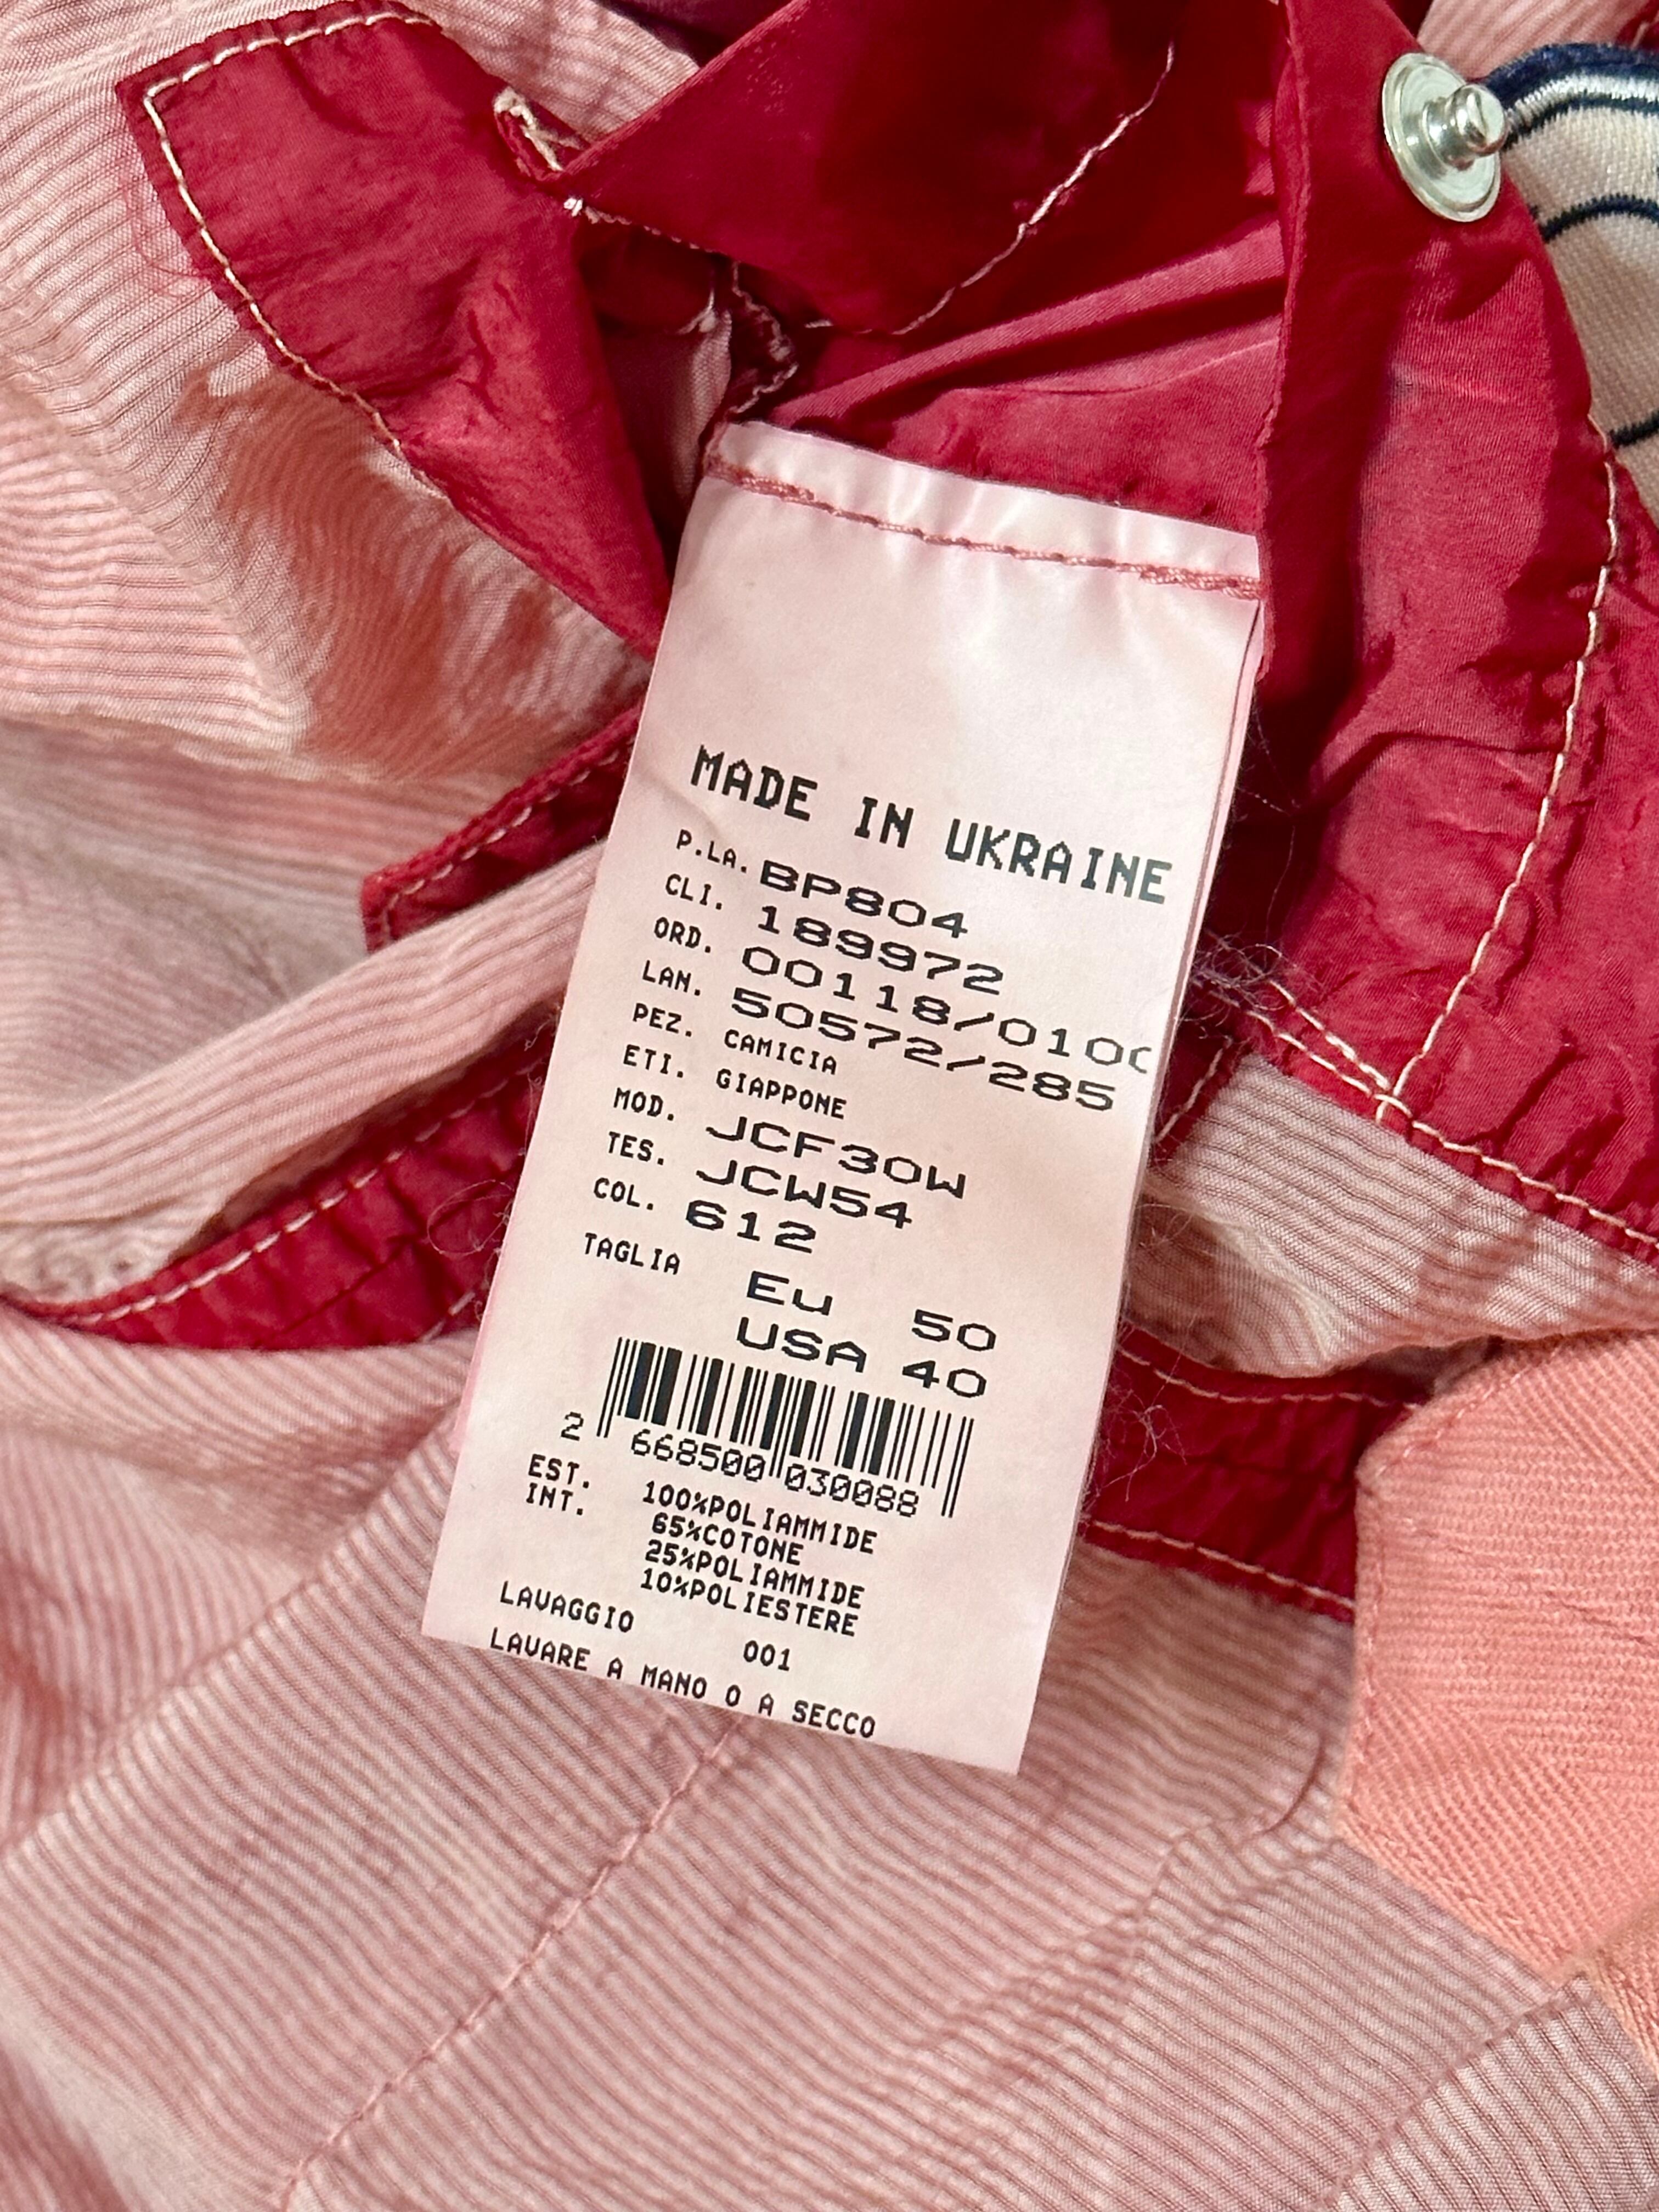 MADE IN UKRAINE
P.LA. BP804
CLI. 189972
ORD. 00118/0100
LAN. 50572/285
PEZ. CAMICIA
ETI. GIAPPONE
MOD. JCF30W
TES. JCW54
COL. 612
TAGLIA Eu 50
USA 40
2 668500 030088
EST. 100%POLIAMMIDE
INT. 65%COTONE
25%POLIAMMIDE
10%POLIESTERE
LAVAGGIO 001
LAVARE A MANO O A SECCO